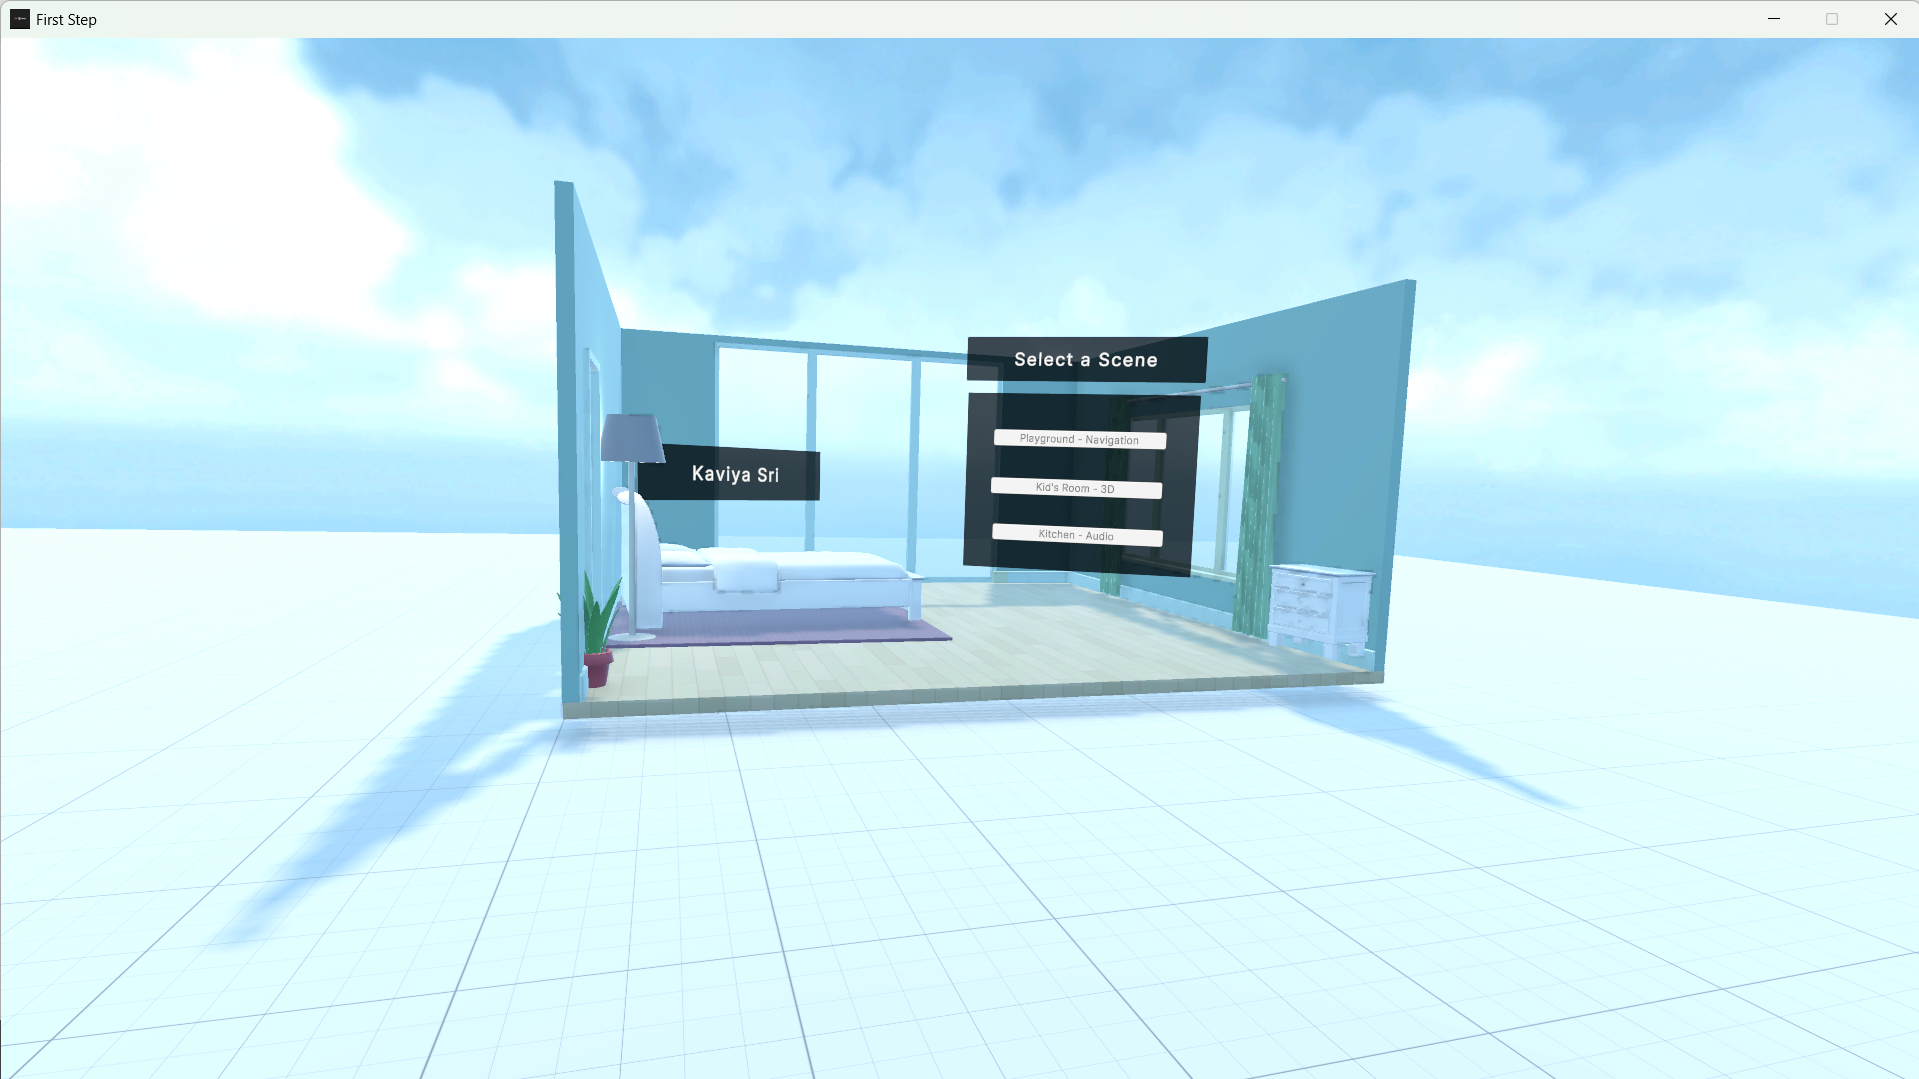 First Step
Select a Scene
Playground - Navigation
Kaviya Sri
Kid's Room - 3D
Kitchen - Audio